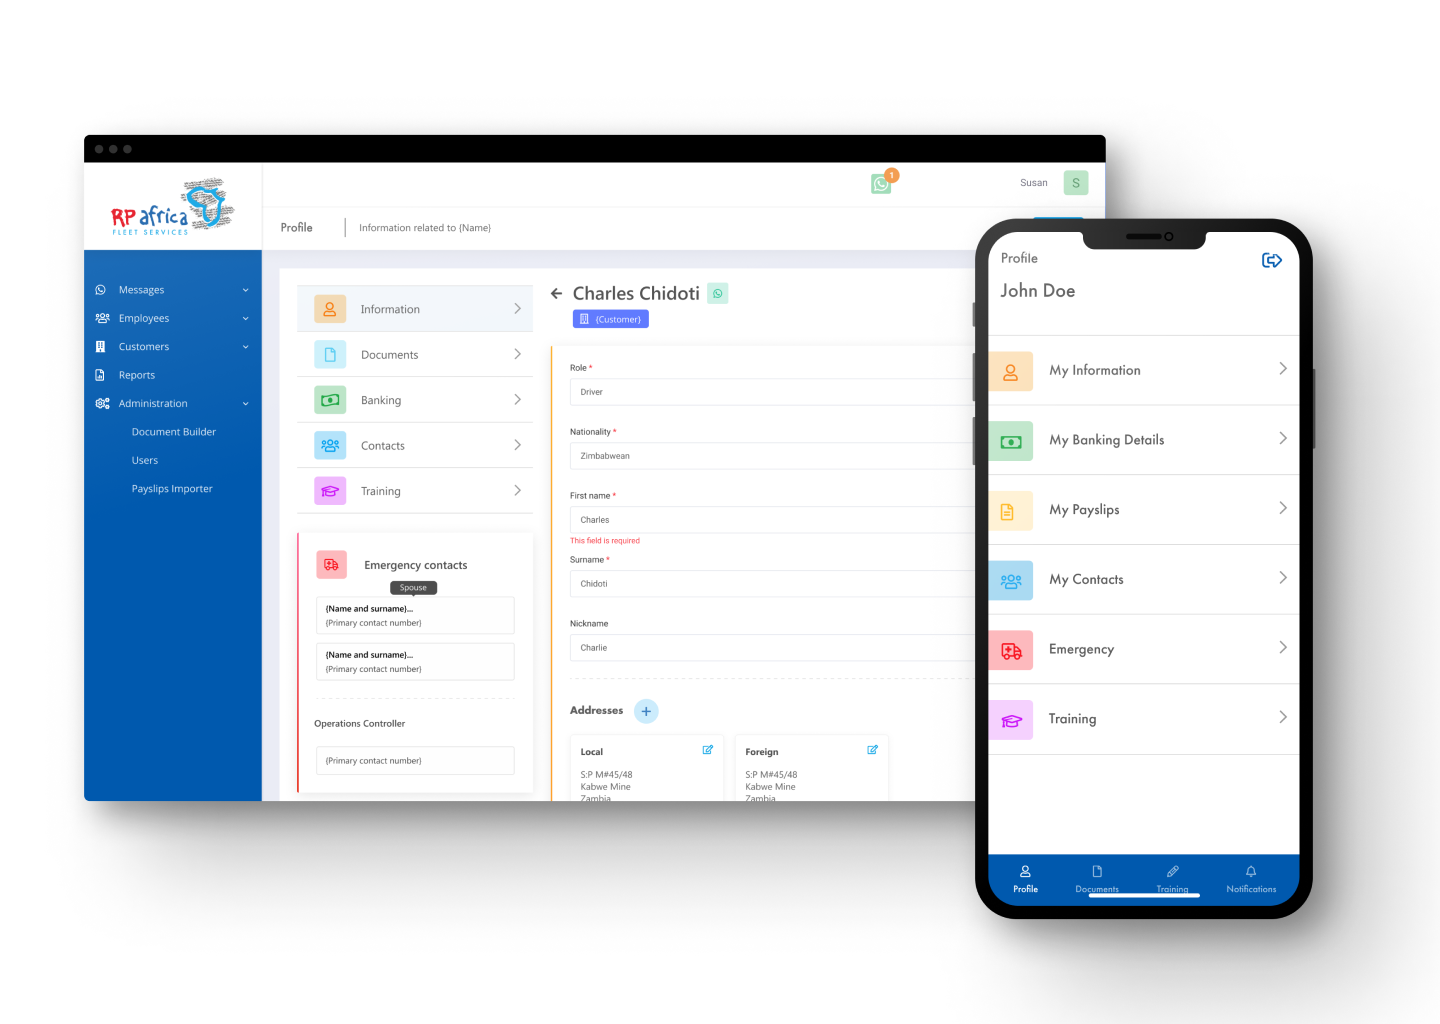 RP africa
FLEET SERVICES
1
Susan
S
Profile
Information related to {Name}
Messages
Employees
Customers
Reports
Administration
Document Builder
Users
Payslips Importer
Information
Documents
Banking
Contacts
Training
Emergency contacts
Spouse
{Name and surname}...
{Primary contact number}
{Name and surname}...
{Primary contact number}
Operations Controller
{Primary contact number}
Charles Chidoti
{Customer}
Role *
Driver
Nationality *
Zimbabwean
First name *
Charles
This field is required
Surname *
Chidoti
Nickname
Charlie
Addresses
Local
S:P M#45/48
Kabwe Mine
Zambia
Foreign
S:P M#45/48
Kabwe Mine
Zambia
Profile
John Doe
My Information
My Banking Details
My Payslips
My Contacts
Emergency
Training
Profile
Documents
Training
Notifications